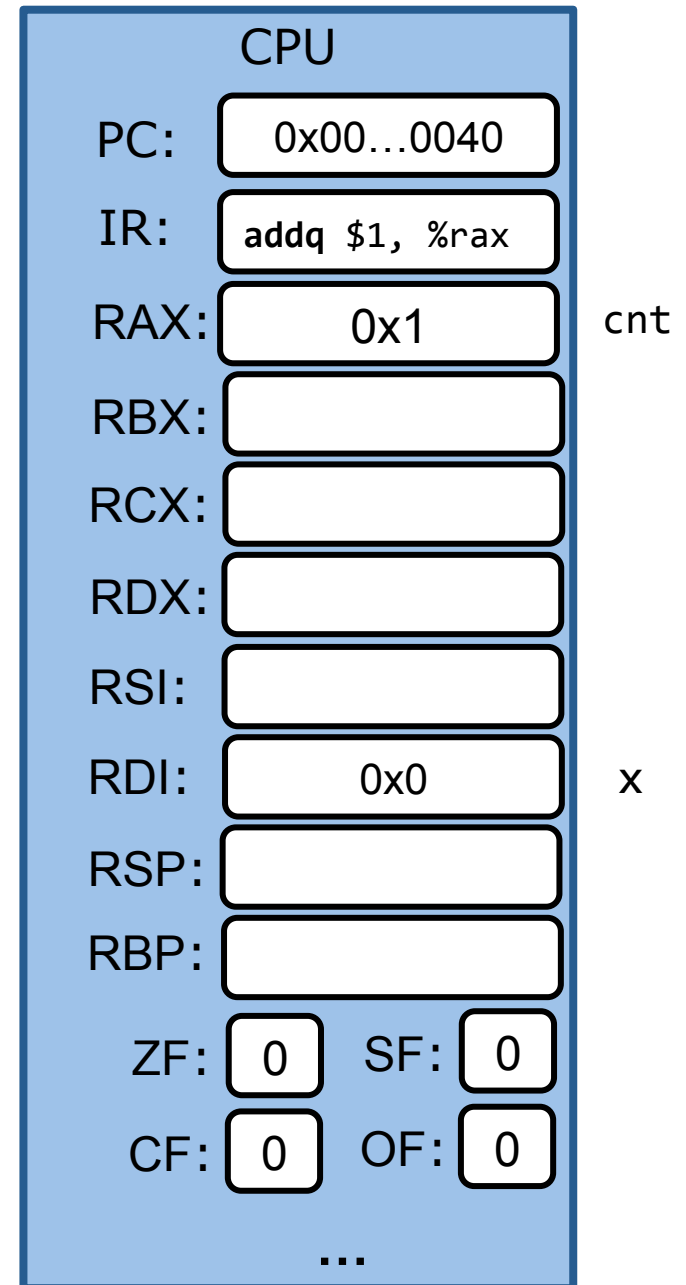 CPU
PC: 0x00...0040
IR: addq $1, %rax
RAX: 0x1 cnt
RBX:
RCX:
RDX:
RSI:
RDI: 0x0 x
RSP:
RBP:
ZF: 0 SF: 0
CF: 0 OF: 0
...